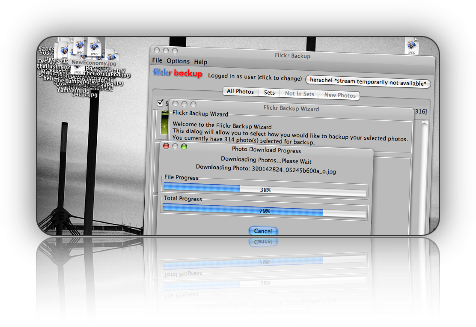 Neweconomy.jpg
Flickr Backup
File Options Help
flickr backup Logged in as user (click to change) herschel *stream temporarily not available*
All Photos Sets Not In Sets New Photos
Flickr Backup Wizard
Flickr Backup Wizard
Welcome to the Flickr Backup Wizard
This dialog will allow you to select how you would like to backup your selected photos.
You currently have 314 photo(s) selected for backup.
Photo Download Progress
Downloading Photos...Please Wait
Downloading Photo: 300142824_05245b600a_o.jpg
File Progress
38%
Total Progress
79%
Cancel